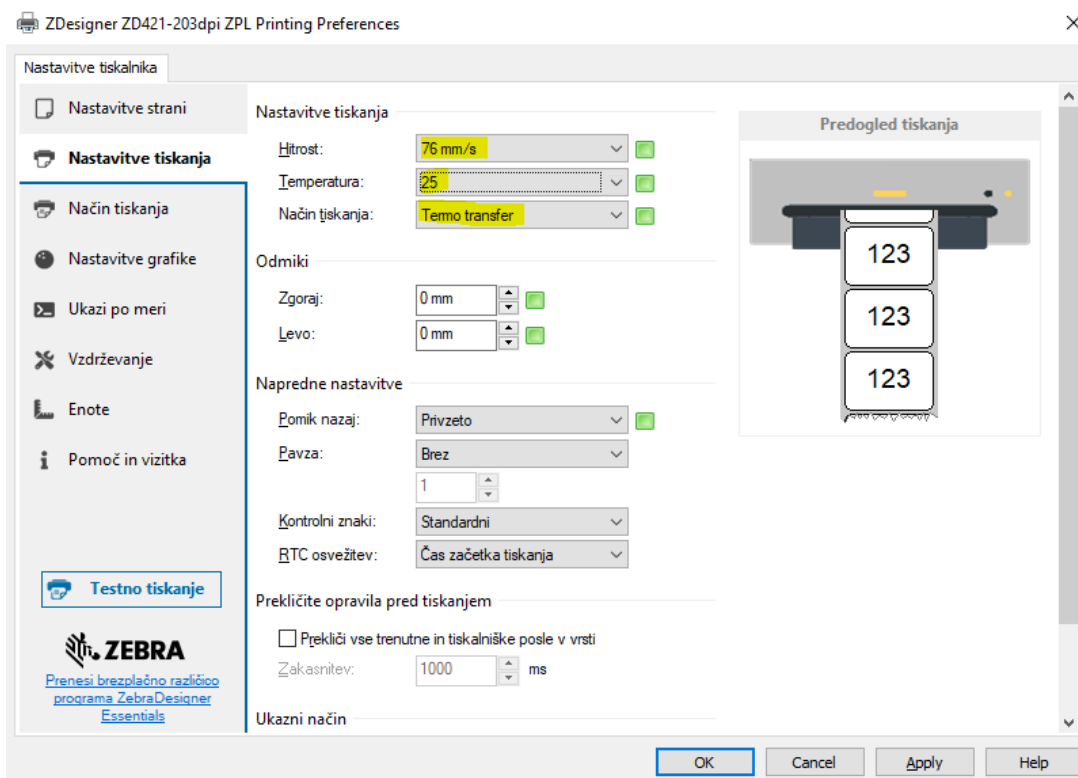 ZDesigner ZD421-203dpi ZPL Printing Preferences
Nastavitve tiskalnika
Nastavitve strani
Nastavitve tiskanja
Način tiskanja
Nastavitve grafike
Ukazi po meri
Vzdrževanje
Enote
Pomoč in vizitka
Testno tiskanje
ZEBRA
Prenesi brezplačno različico
programa ZebraDesigner
Essentials
Nastavitve tiskanja
Hitrost: 76 mm/s
Temperatura: 25
Način tiskanja: Termo transfer
Odmiki
Zgoraj: 0 mm
Levo: 0 mm
Napredne nastavitve
Pomik nazaj: Privzeto
Pavza: Brez
1
Kontrolni znaki: Standardni
RTC osvežitev: Čas začetka tiskanja
Prekličite opravila pred tiskanjem
Prekliči vse trenutne in tiskalniške posle v vrsti
Zakasnitev: 1000 ms
Ukazni način
Predogled tiskanja
123
123
123
OK Cancel Apply Help